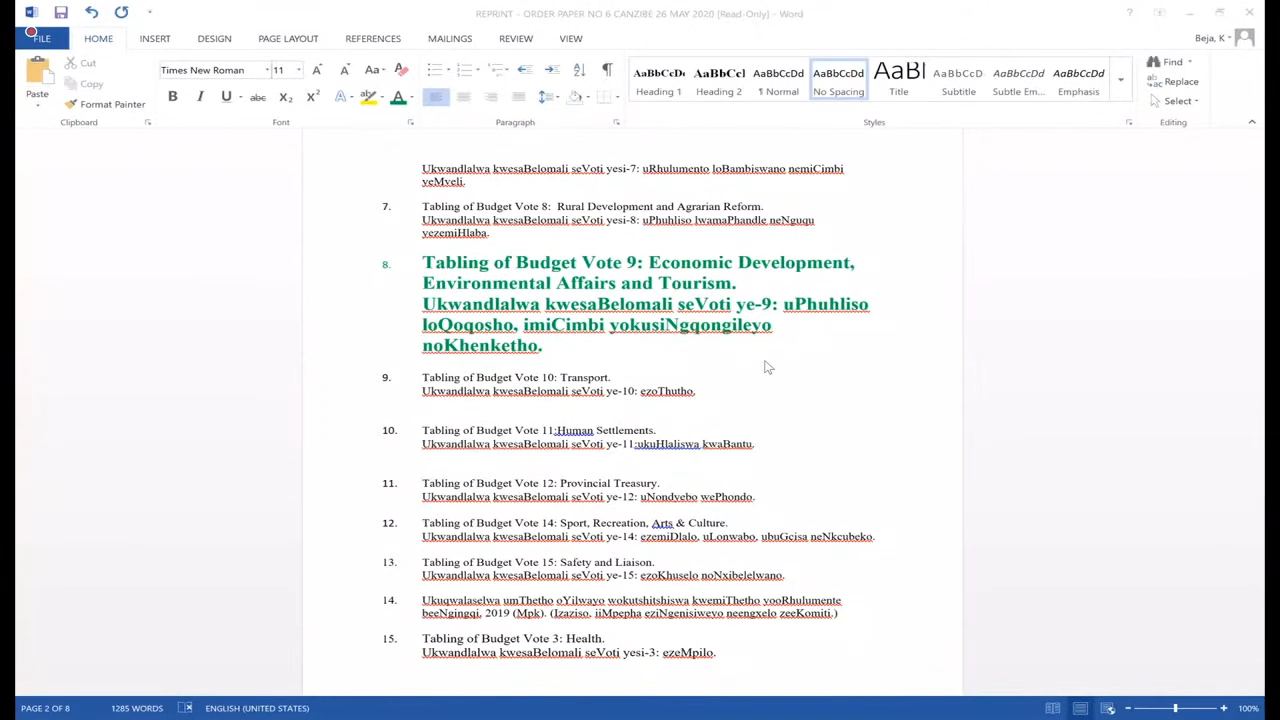 REPRINT - ORDER PAPER NO 6 CANZIBE 26 MAY 2020 [Read-Only] - Word
FILE HOME INSERT DESIGN PAGE LAYOUT REFERENCES MAILINGS REVIEW VIEW Beja, K
Paste
Cut
Copy
Format Painter
Clipboard
Times New Roman 11
Font
Paragraph
AaBbCcDc AaBbCcl AaBbCcDd AaBbCcDd AaBb( AaBbCcD AaBbCcDd AaBbCcDd
Heading 1 Heading 2 ¶ Normal No Spacing Title Subtitle Subtle Em... Emphasis
Styles
Find
Replace
Select
Editing
Ukwandlalwa kwesaBelomali seVoti yesi-7: uRhulumento loBambiswano nemiCimbi
yeMveli.
7. Tabling of Budget Vote 8: Rural Development and Agrarian Reform.
Ukwandlalwa kwesaBelomali seVoti yesi-8: uPhuhliso lwamaPhandle neNguqu
yezemiHlaba.
8. Tabling of Budget Vote 9: Economic Development,
Environmental Affairs and Tourism.
Ukwandlalwa kwesaBelomali seVoti ye-9: uPhuhliso
loQoqosho, imiCimbi yokusiNgqongileyo
noKhenketho.
9. Tabling of Budget Vote 10: Transport.
Ukwandlalwa kwesaBelomali seVoti ye-10: ezoThutho,
10. Tabling of Budget Vote 11:Human Settlements.
Ukwandlalwa kwesaBelomali seVoti ye-11:ukuHlaliswa kwaBantu.
11. Tabling of Budget Vote 12: Provincial Treasury.
Ukwandlalwa kwesaBelomali seVoti ye-12: uNondyebo wePhondo.
12. Tabling of Budget Vote 14: Sport, Recreation, Arts & Culture.
Ukwandlalwa kwesaBelomali seVoti ye-14: ezemiDlalo, uLonwabo, ubuGcisa neNkcubeko.
13. Tabling of Budget Vote 15: Safety and Liaison.
Ukwandlalwa kwesaBelomali seVoti ye-15: ezoKhuselo noNxibelelwano.
14. Ukuqwalaselwa umThetho oYilwayo wokutshitshiswa kwemiThetho yooRhulumente
beeNgingqi, 2019 (Mpk). (Izaziso, iiMpepha eziNgenisiweyo neengxelo zeeKomiti.)
15. Tabling of Budget Vote 3: Health.
Ukwandlalwa kwesaBelomali seVoti yesi-3: ezeMpilo.
PAGE 2 OF 8 1285 WORDS ENGLISH (UNITED STATES) 100%